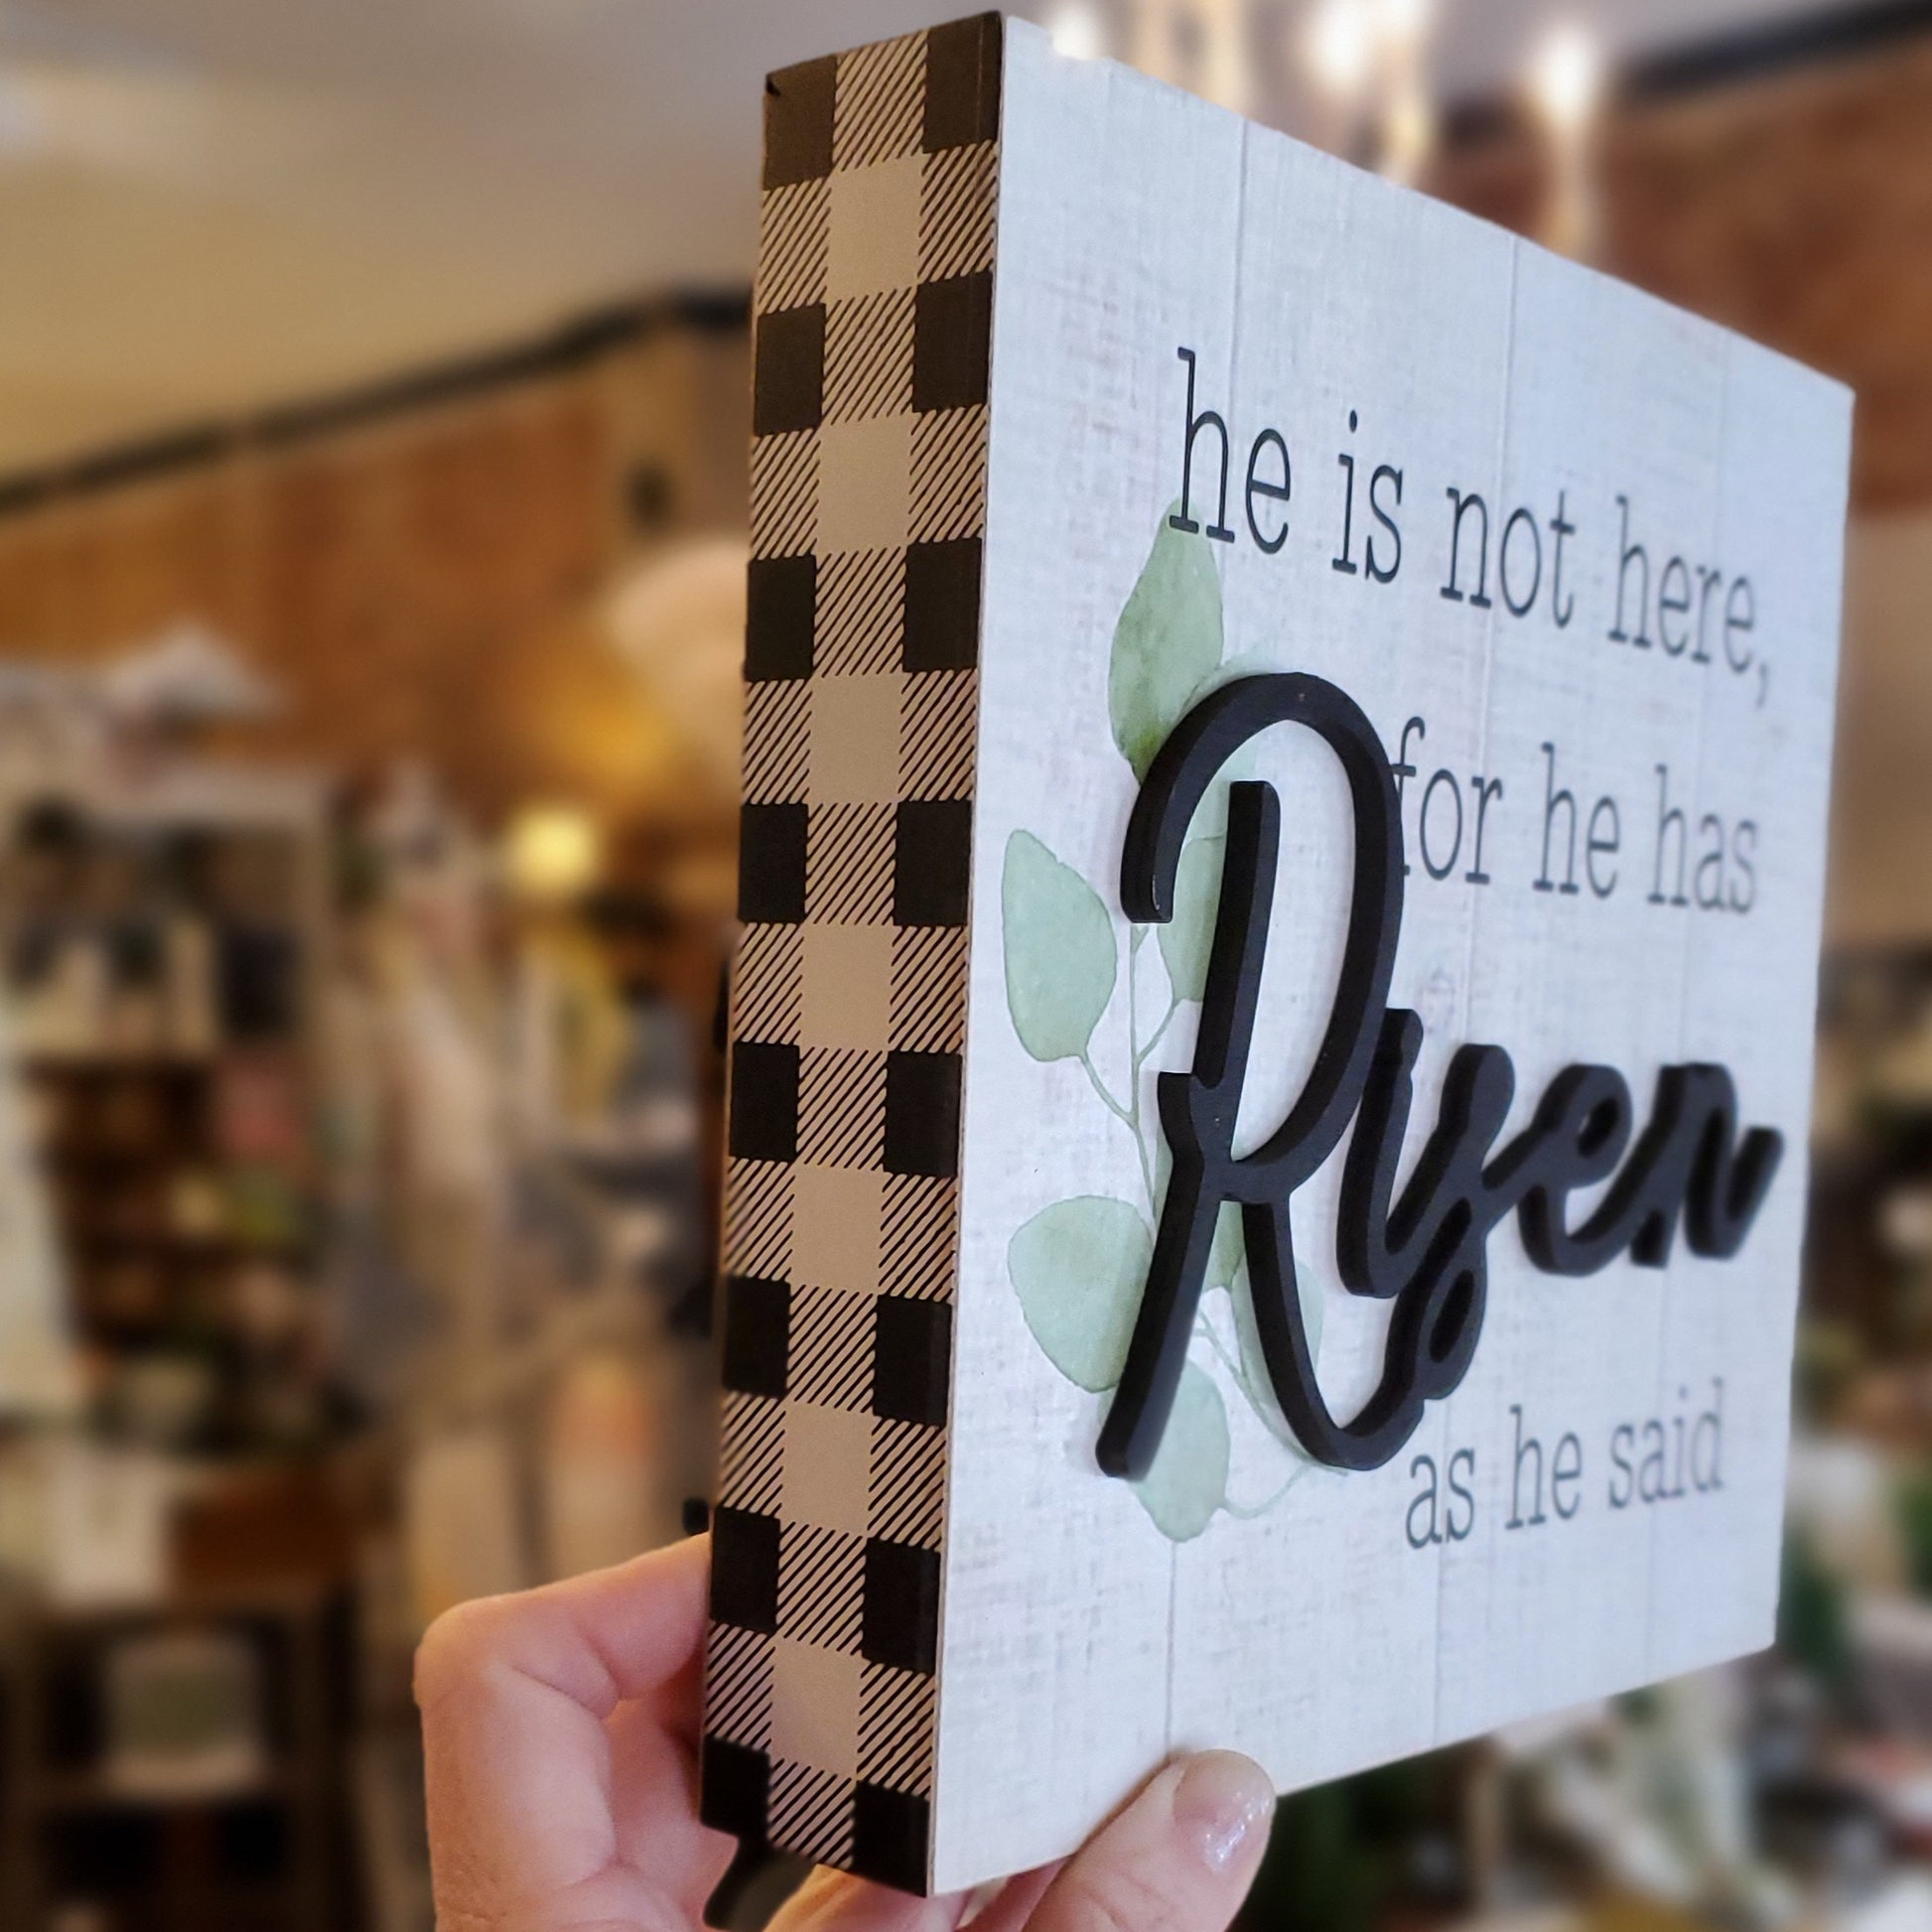 he is not here,
for he has
Risen
as he said